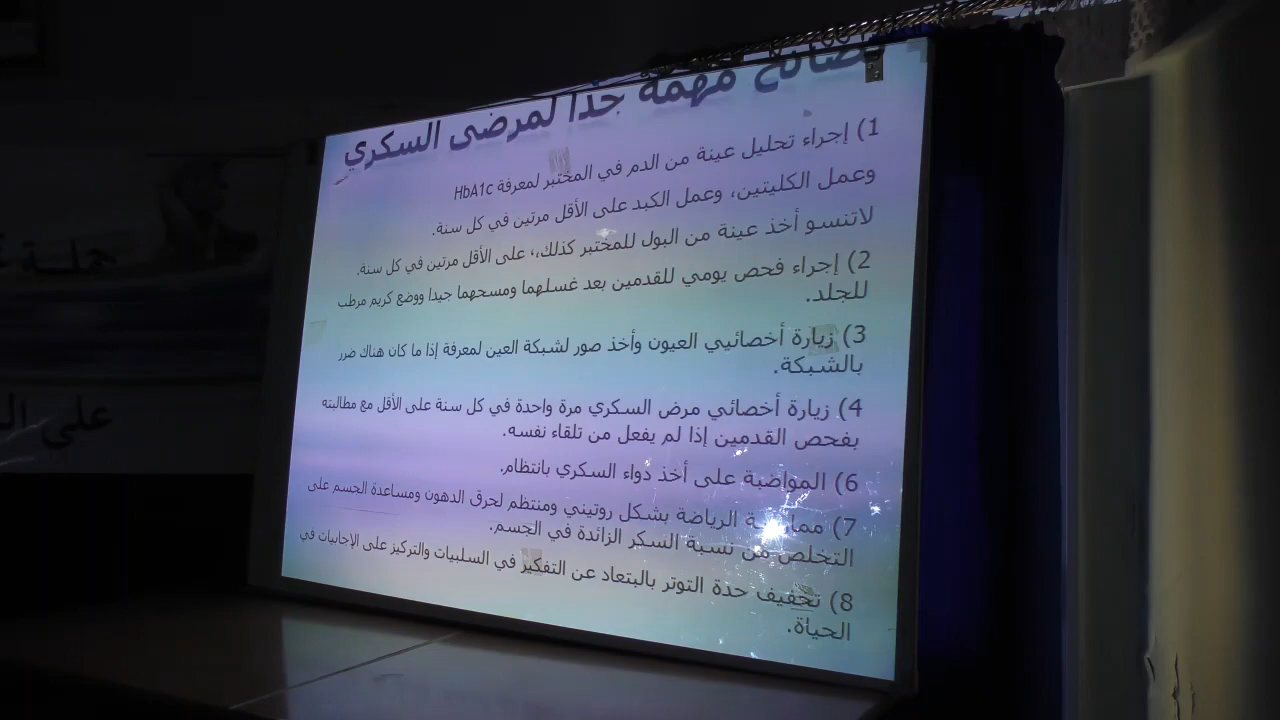 نصائح مهمة جدا لمرضى السكري
1) إجراء تحليل عينة من الدم في المختبر لمعرفة HbA1c
وعمل الكليتين، وعمل الكبد على الأقل مرتين في كل سنة.
لاتنسو أخذ عينة من البول للمختبر كذلك،، على الأقل مرتين في كل سنة.
2) إجراء فحص يومي للقدمين بعد غسلهما ومسحهما جيدا ووضع كريم مرطب
للجلد.
3) زيارة أخصائيي العيون وأخذ صور لشبكة العين لمعرفة إذا ما كان هناك ضرر
بالشبكة.
4) زيارة أخصائي مرض السكري مرة واحدة في كل سنة على الأقل مع مطالبته
بفحص القدمين إذا لم يفعل من تلقاء نفسه.
6) المواضبة على أخذ دواء السكري بانتظام.
7) ممارسة الرياضة بشكل روتيني ومنتظم لحرق الدهون ومساعدة الجسم على
التخلص من نسبة السكر الزائدة في الجسم.
8) تخفيف حدة التوتر بالبتعاد عن التفكيز في السلبيات والتركيز على الإجابيات في
الحياة.
حملة
على